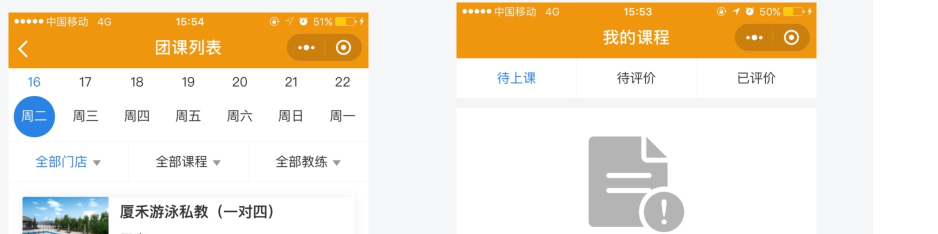 中国移动 4G 15:54 51%
团课列表
16 17 18 19 20 21 22
周二 周三 周四 周五 周六 周日 周一
全部门店 全部课程 全部教练
厦禾游泳私教（一对四）
中国移动 4G 15:53 50%
我的课程
待上课 待评价 已评价